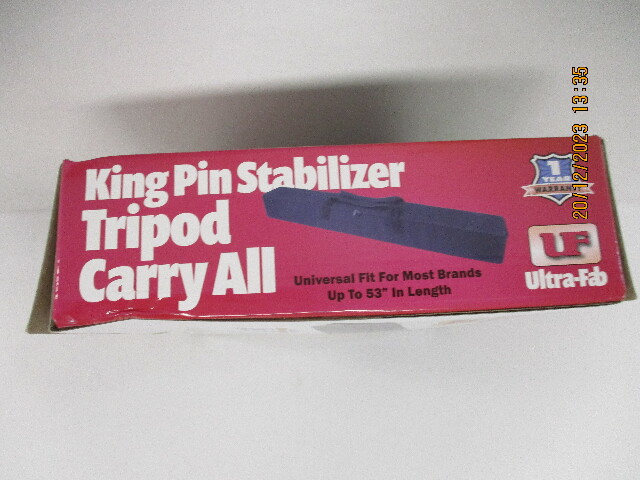 King Pin Stabilizer
Tripod
Carry All
Universal Fit For Most Brands
Up To 53" In Length
1
YEAR
WARRANTY
UF
Ultra-Fab
20/12/2023 13:35